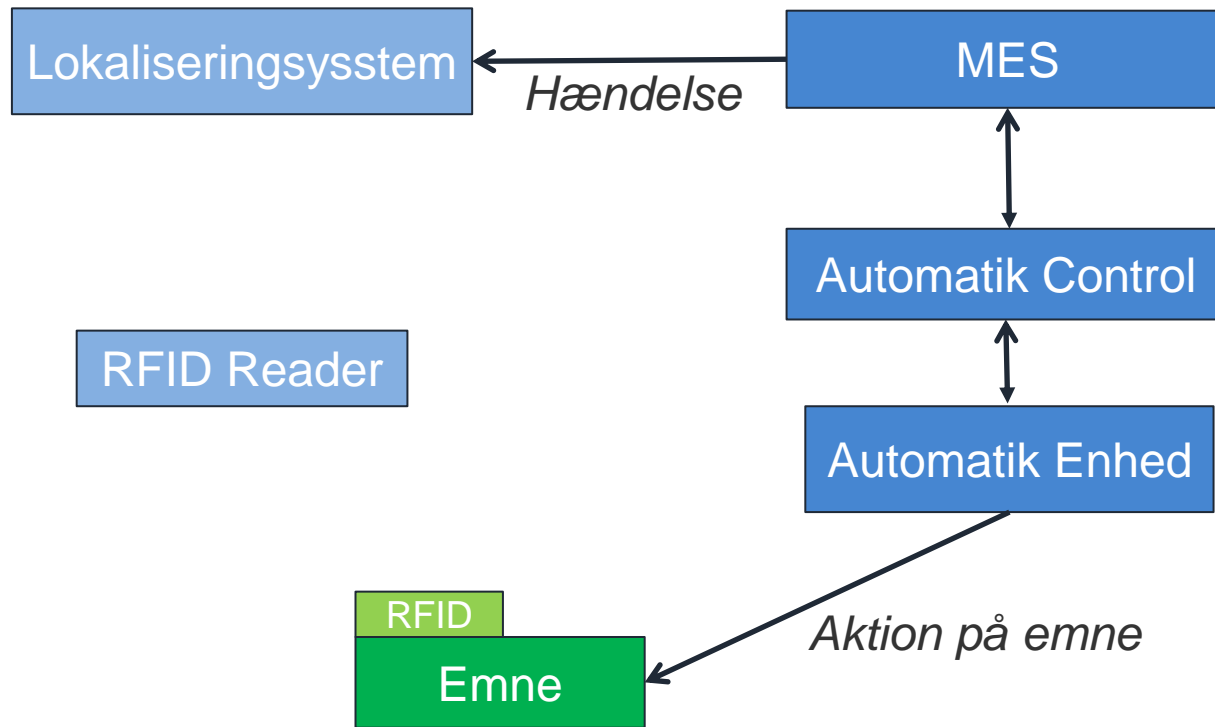 Lokaliseringsysstem
MES
Hændelse
Automatik Control
RFID Reader
Automatik Enhed
RFID
Aktion på emne
Emne